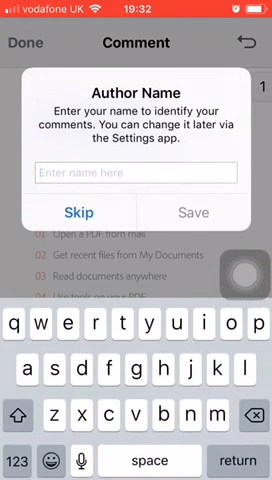 vodafone UK 19:32
Done Comment
1
Author Name
Enter your name to identify your
comments. You can change it later via
the Settings app.
Enter name here
Skip Save
01 Open a PDF from mail
02 Get recent files from My Documents
03 Read documents anywhere
04 Use tools on your PDF
q w e r t y u i o p
a s d f g h j k l
z x c v b n m
123 space return